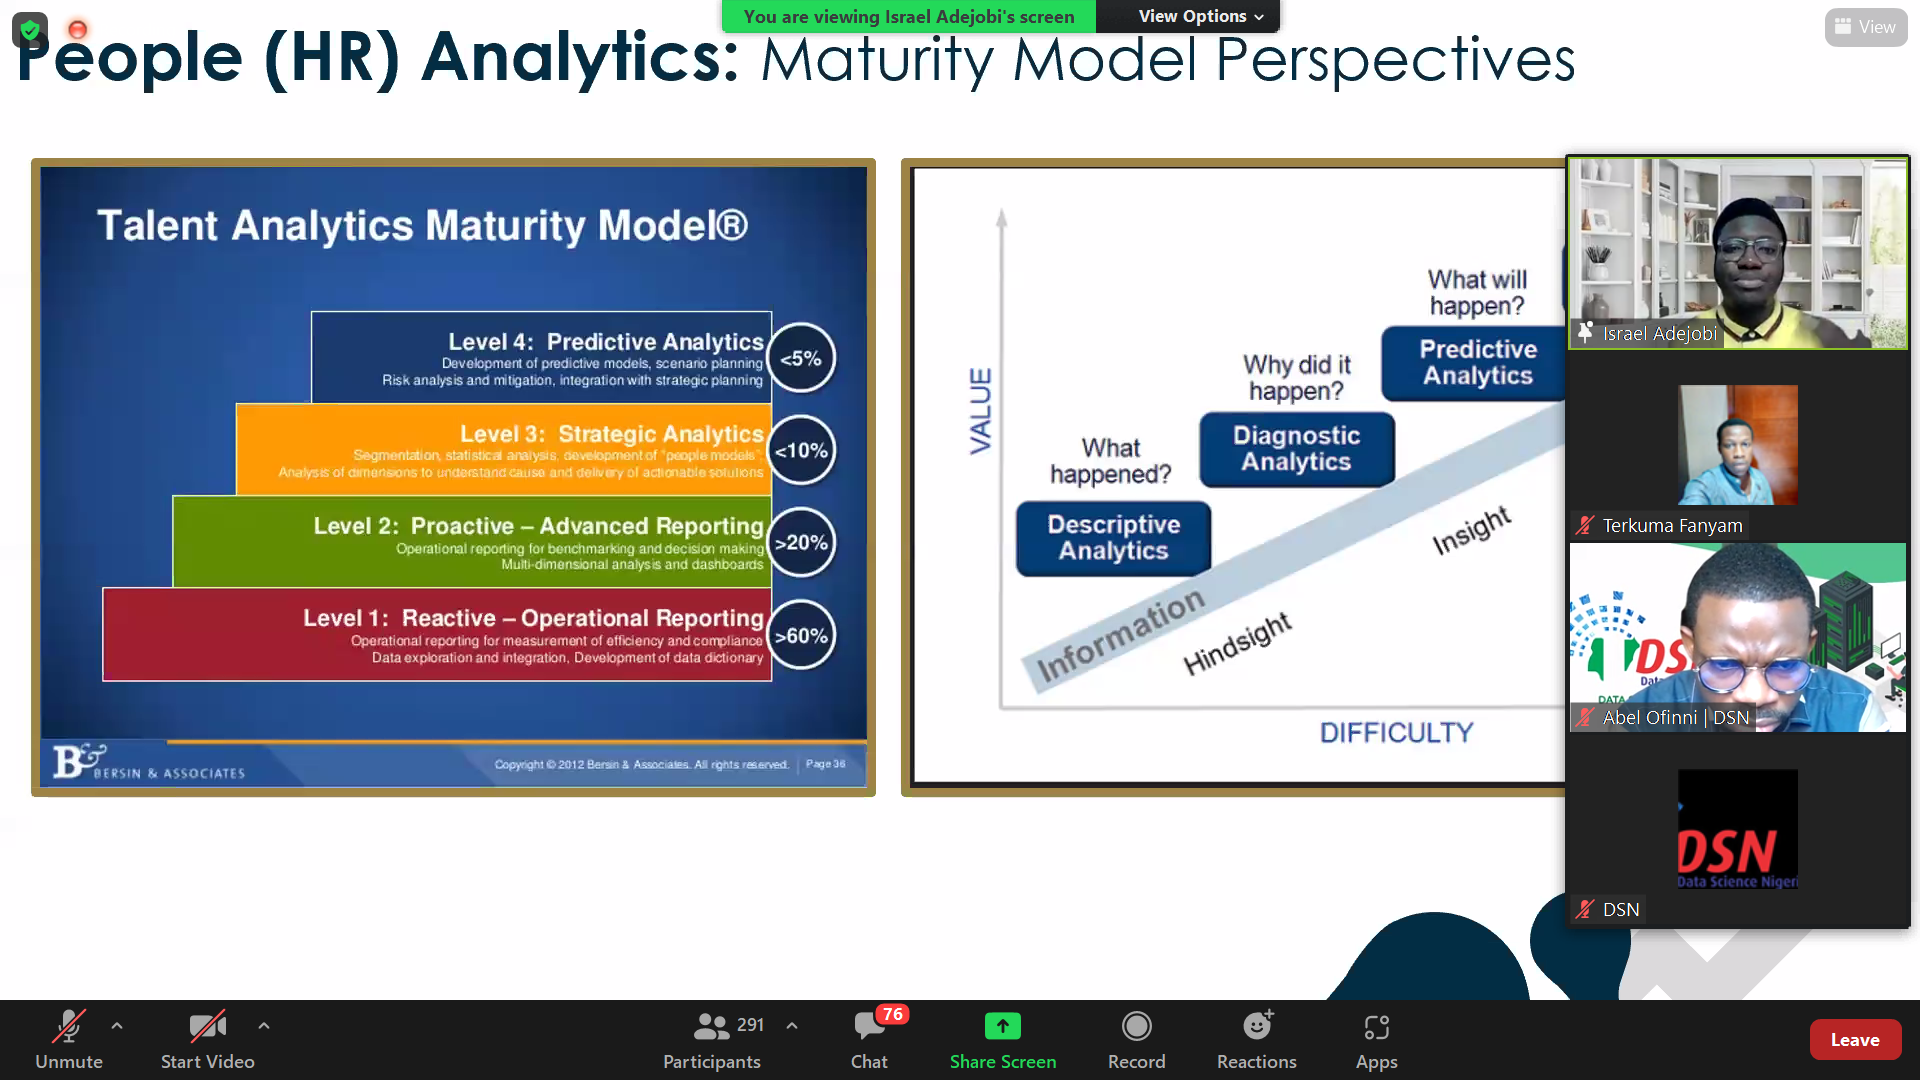 You are viewing Israel Adejobi's screen
View Options
View
People (HR) Analytics: Maturity Model Perspectives
Talent Analytics Maturity Model®
Level 4: Predictive Analytics
Development of predictive models, scenario planning
Risk analysis and mitigation, integration with strategic planning
<5%
Level 3: Strategic Analytics
Segmentation, statistical analysis, development of "people models";
Analysis of dimensions to understand cause and delivery of actionable solutions
<10%
Level 2: Proactive – Advanced Reporting
Operational reporting for benchmarking and decision making
Multi-dimensional analysis and dashboards
>20%
Level 1: Reactive – Operational Reporting
Operational reporting for measurement of efficiency and compliance
Data exploration and integration, Development of data dictionary
>60%
B&
BERSIN & ASSOCIATES
Copyright © 2012 Bersin & Associates. All rights reserved.
Page 36
VALUE
What
happened?
Descriptive
Analytics
Why did it
happen?
Diagnostic
Analytics
What will
happen?
Predictive
Analytics
Information
Hindsight
Insight
DIFFICULTY
Israel Adejobi
Terkuma Fanyam
Abel Ofinni | DSN
DSN
Data Science Nigeri
DSN
Unmute
Start Video
291
Participants
76
Chat
Share Screen
Record
Reactions
Apps
Leave